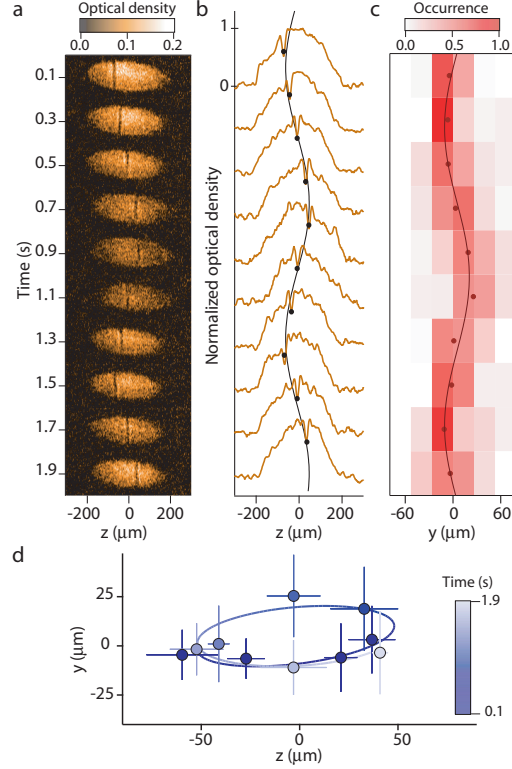 a
Optical density
0.0
0.1
0.2
b
c
Occurrence
0.0
0.5
1.0
Time (s)
0.1
0.3
0.5
0.7
0.9
1.1
1.3
1.5
1.7
1.9
-200
0
200
z (μm)
Normalized optical density
1
0
-200
0
200
z (μm)
-60
0
60
y (μm)
d
y (μm)
25
0
-25
-50
0
50
z (μm)
Time (s)
1.9
0.1